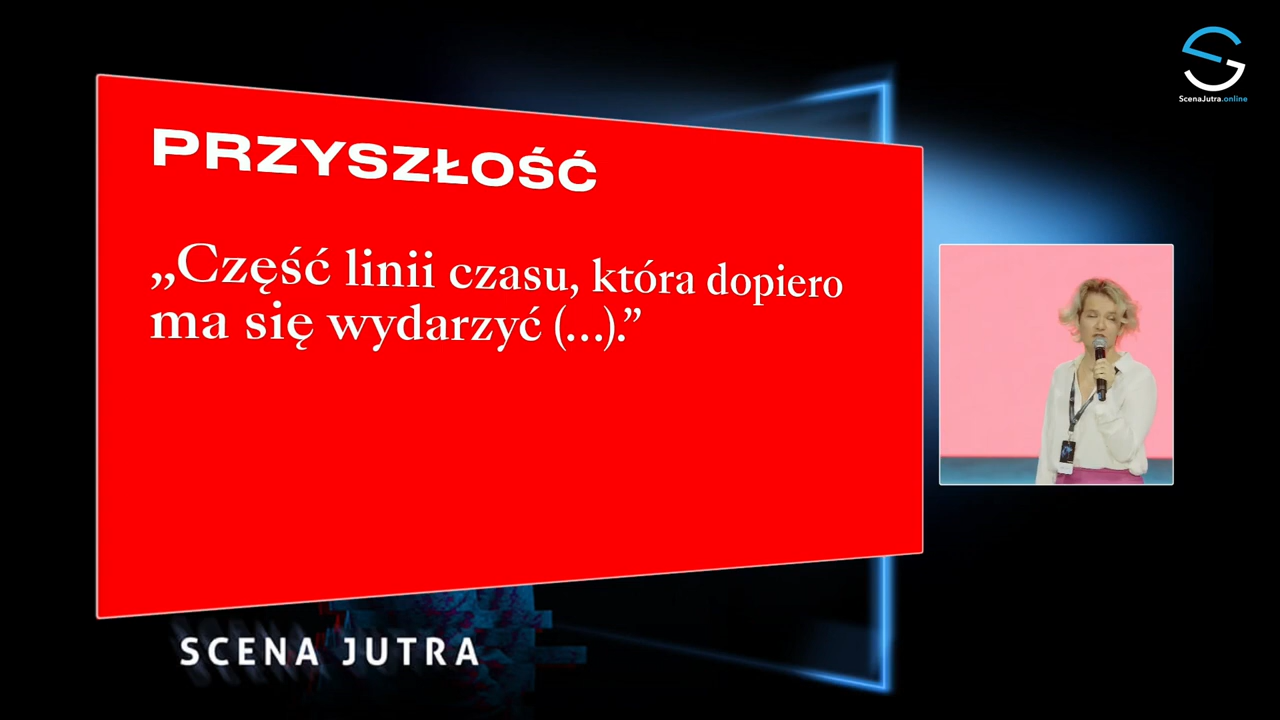 PRZYSZŁOŚĆ
„Część linii czasu, która dopiero
ma się wydarzyć (…).”
SCENA JUTRA
ScenaJutra.online